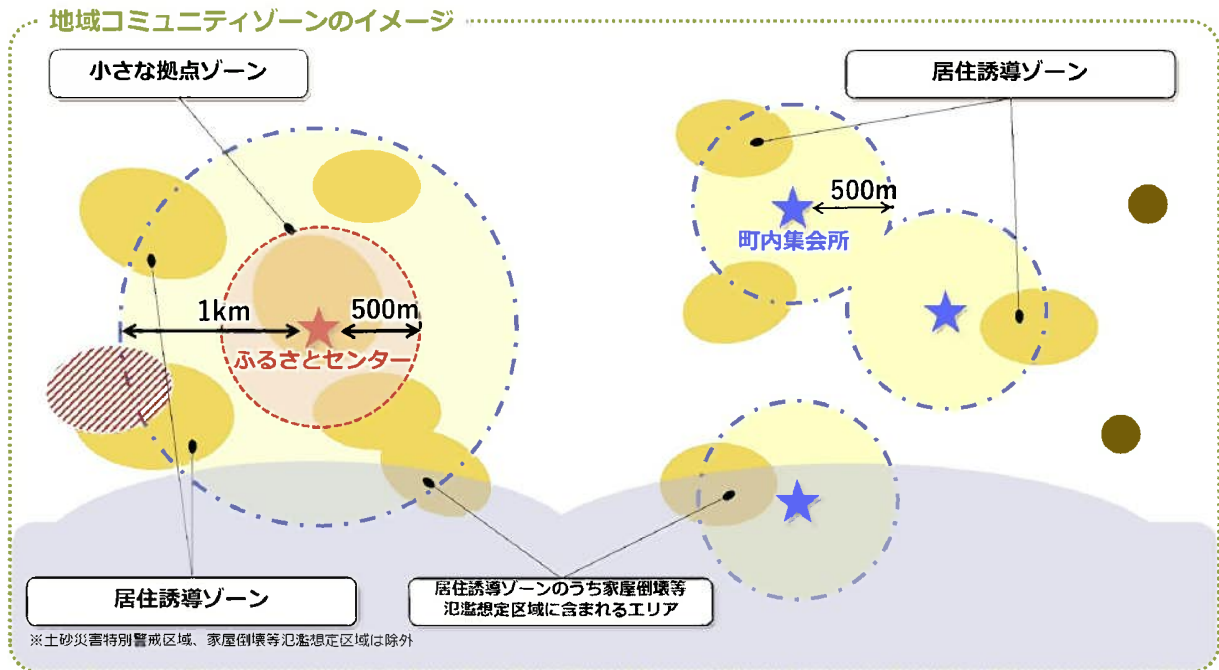 地域コミュニティゾーンのイメージ
小さな拠点ゾーン
居住誘導ゾーン
500m
町内集会所
1km
500m
ふるさとセンター
居住誘導ゾーン
居住誘導ゾーンのうち家屋倒壊等
氾濫想定区域に含まれるエリア
※土砂災害特別警戒区域、家屋倒壊等氾濫想定区域は除外